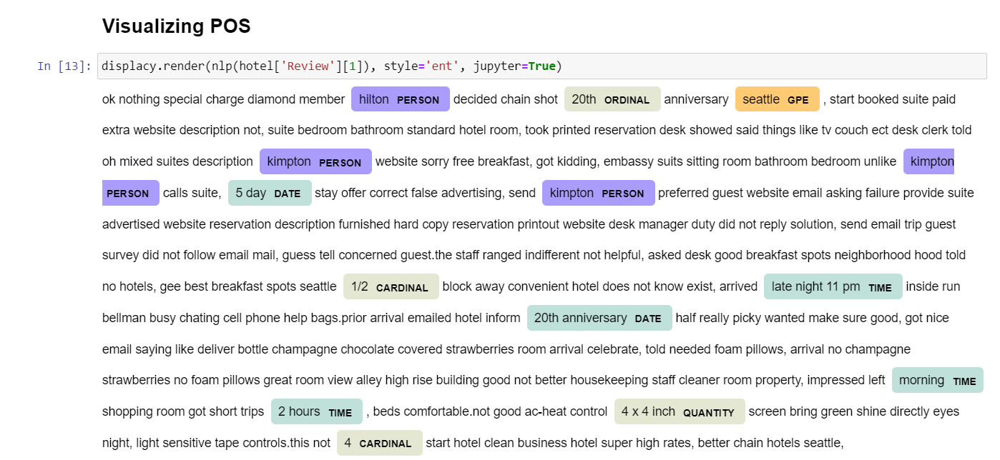 Visualizing POS
In [13]: displacy.render(nlp(hotel['Review'][1]), style='ent', jupyter=True)
ok nothing special charge diamond member hilton PERSON decided chain shot 20th ORDINAL anniversary seattle GPE , start booked suite paid
extra website description not, suite bedroom bathroom standard hotel room, took printed reservation desk showed said things like tv couch ect desk clerk told
oh mixed suites description kimpton PERSON website sorry free breakfast, got kidding, embassy suits sitting room bathroom bedroom unlike kimpton
PERSON calls suite, 5 day DATE stay offer correct false advertising, send kimpton PERSON preferred guest website email asking failure provide suite
advertised website reservation description furnished hard copy reservation printout website desk manager duty did not reply solution, send email trip guest
survey did not follow email mail, guess tell concerned guest.the staff ranged indifferent not helpful, asked desk good breakfast spots neighborhood hood told
no hotels, gee best breakfast spots seattle 1/2 CARDINAL block away convenient hotel does not know exist, arrived late night 11 pm TIME inside run
bellman busy chating cell phone help bags.prior arrival emailed hotel inform 20th anniversary DATE half really picky wanted make sure good, got nice
email saying like deliver bottle champagne chocolate covered strawberries room arrival celebrate, told needed foam pillows, arrival no champagne
strawberries no foam pillows great room view alley high rise building good not better housekeeping staff cleaner room property, impressed left morning TIME
shopping room got short trips 2 hours TIME , beds comfortable.not good ac-heat control 4 x 4 inch QUANTITY screen bring green shine directly eyes
night, light sensitive tape controls.this not 4 CARDINAL start hotel clean business hotel super high rates, better chain hotels seattle,